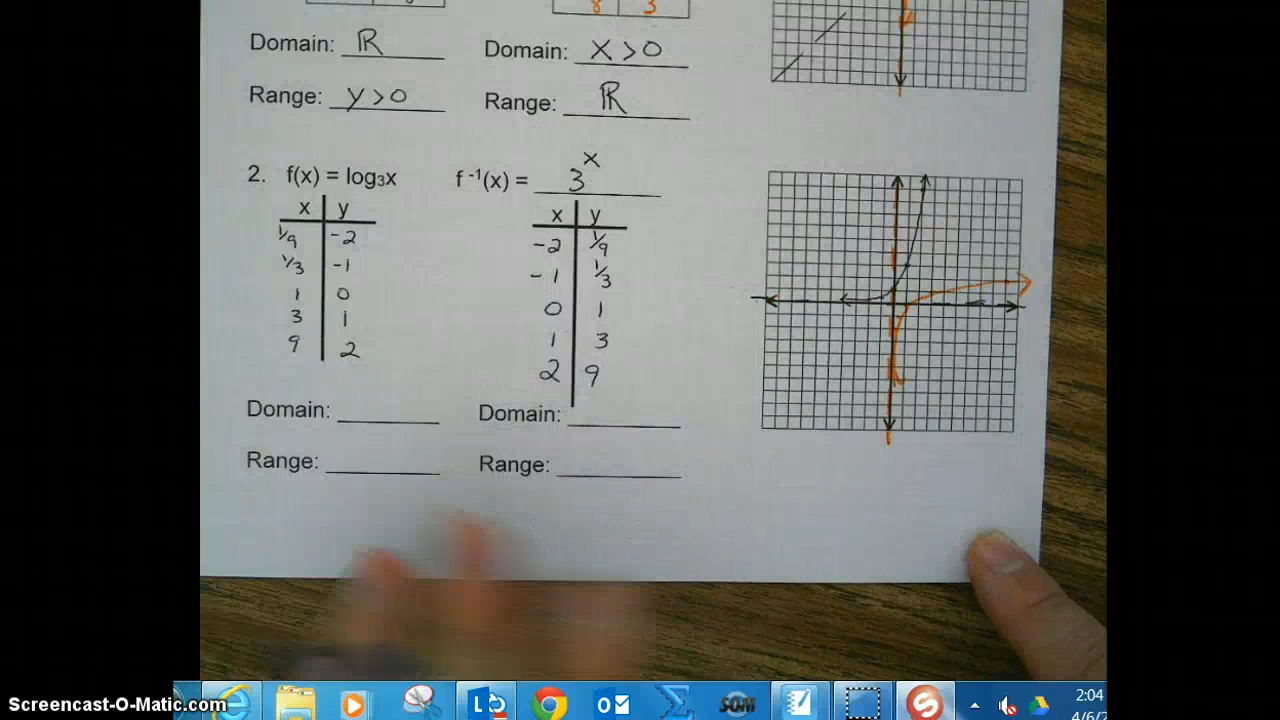 8 3
Domain: ℝ Domain: x > 0
Range: y > 0 Range: ℝ
2. f(x) = log₃x f⁻¹(x) = 3ˣ
x y x y
1/9 -2 -2 1/9
1/3 -1 -1 1/3
1 0 0 1
3 1 1 3
9 2 2 9
Domain: Domain:
Range: Range:
Screencast-O-Matic.com
2:04